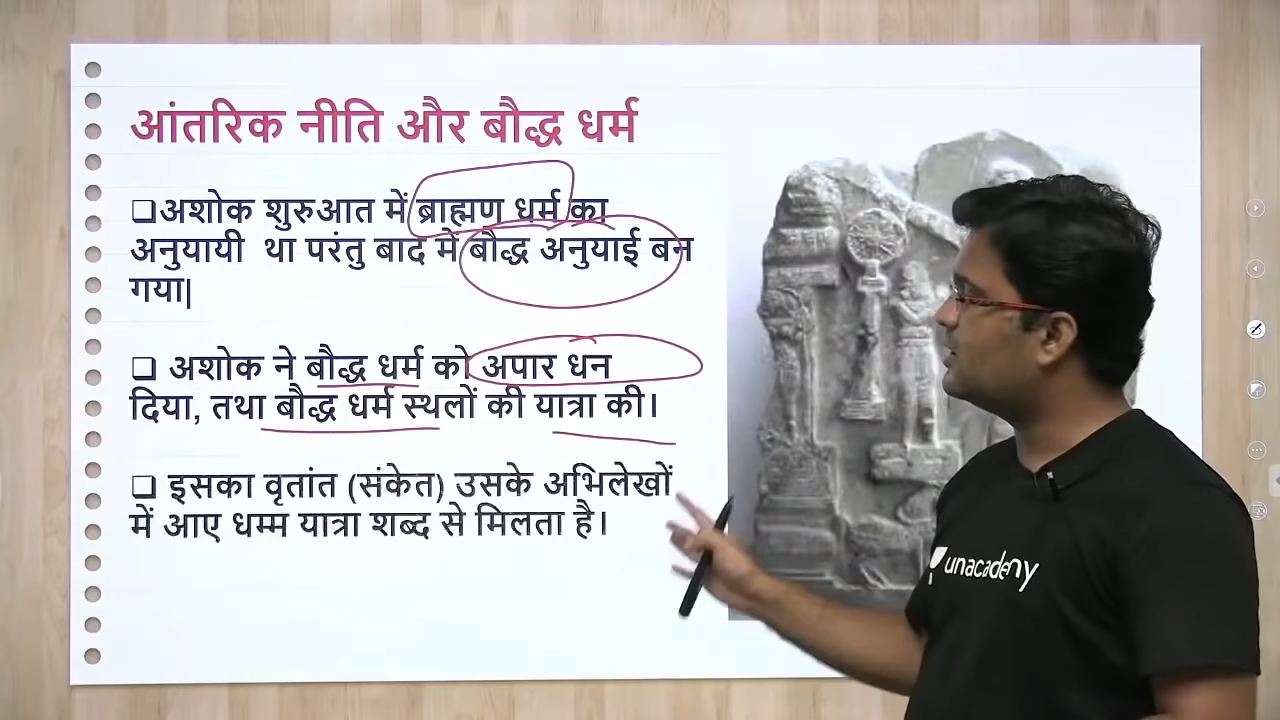 आंतरिक नीति और बौद्ध धर्म
❑अशोक शुरुआत में ब्राह्मण धर्म का
अनुयायी था परंतु बाद में बौद्ध अनुयाई बन
गया|
❑ अशोक ने बौद्ध धर्म को अपार धन
दिया, तथा बौद्ध धर्म स्थलों की यात्रा की।
❑ इसका वृतांत (संकेत) उसके अभिलेखों
में आए धम्म यात्रा शब्द से मिलता है।
unacademy